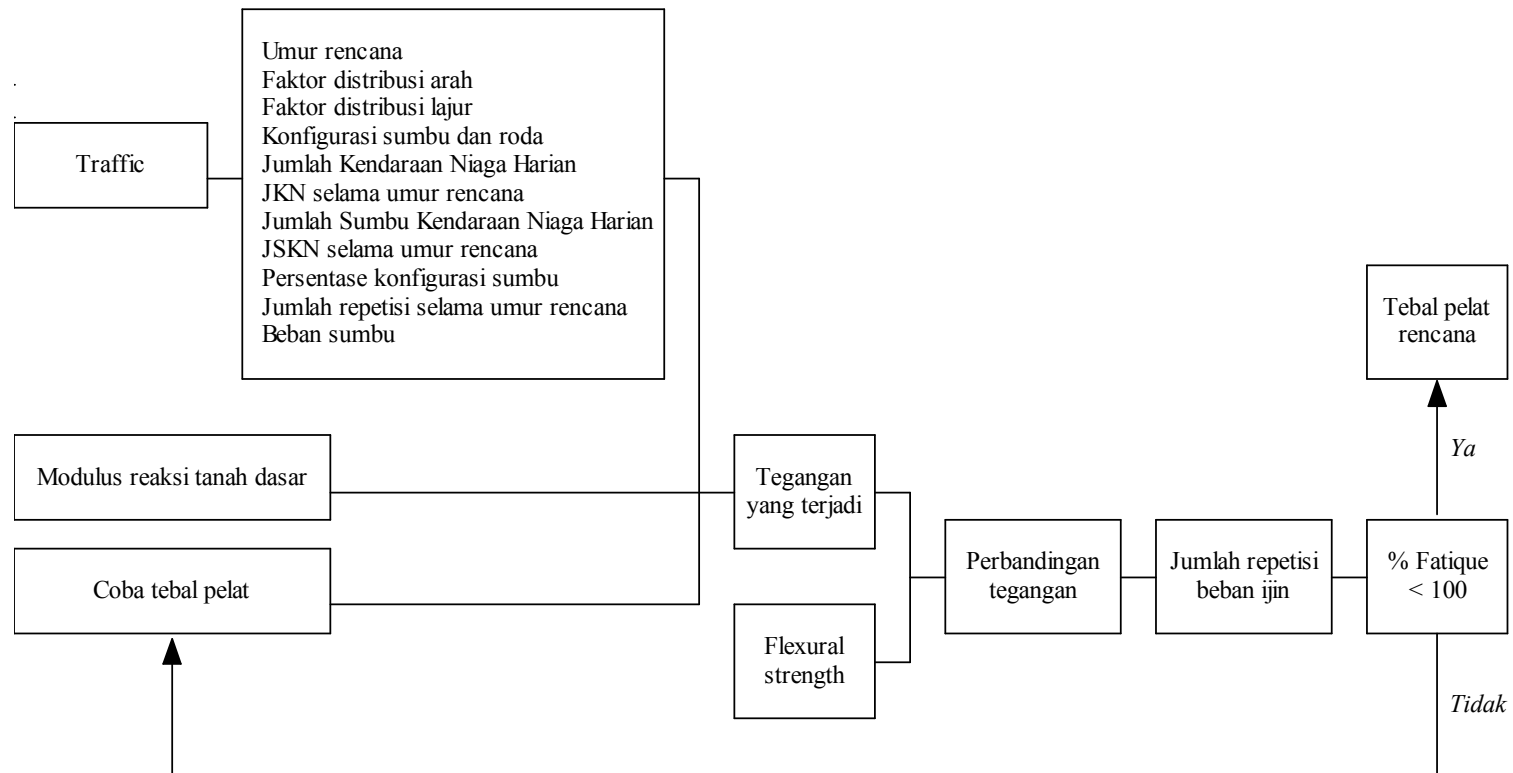 Traffic
Umur rencana
Faktor distribusi arah
Faktor distribusi lajur
Konfigurasi sumbu dan roda
Jumlah Kendaraan Niaga Harian
JKN selama umur rencana
Jumlah Sumbu Kendaraan Niaga Harian
JSKN selama umur rencana
Persentase konfigurasi sumbu
Jumlah repetisi selama umur rencana
Beban sumbu
Modulus reaksi tanah dasar
Coba tebal pelat
Tegangan
yang terjadi
Flexural
strength
Perbandingan
tegangan
Jumlah repetisi
beban ijin
% Fatique
< 100
Ya
Tebal pelat
rencana
Tidak